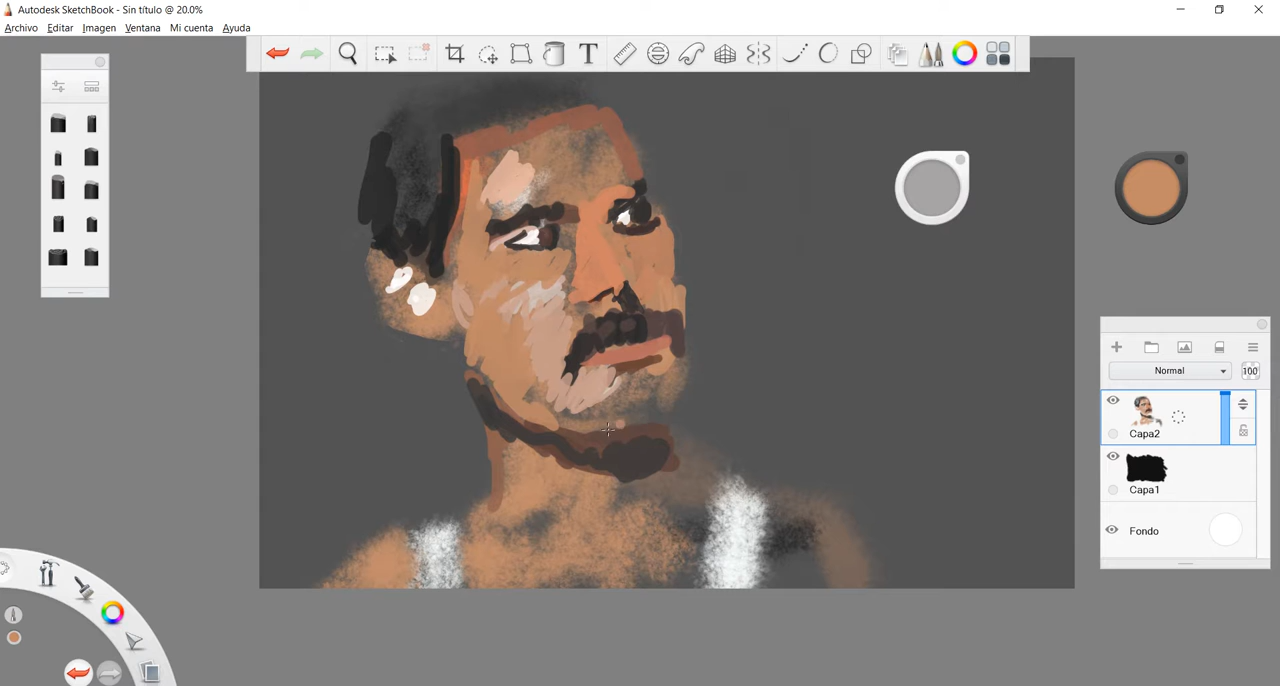 Autodesk SketchBook - Sin título @ 20.0%
Archivo Editar Imagen Ventana Mi cuenta Ayuda
T
Normal 100
Capa2
Capa1
Fondo